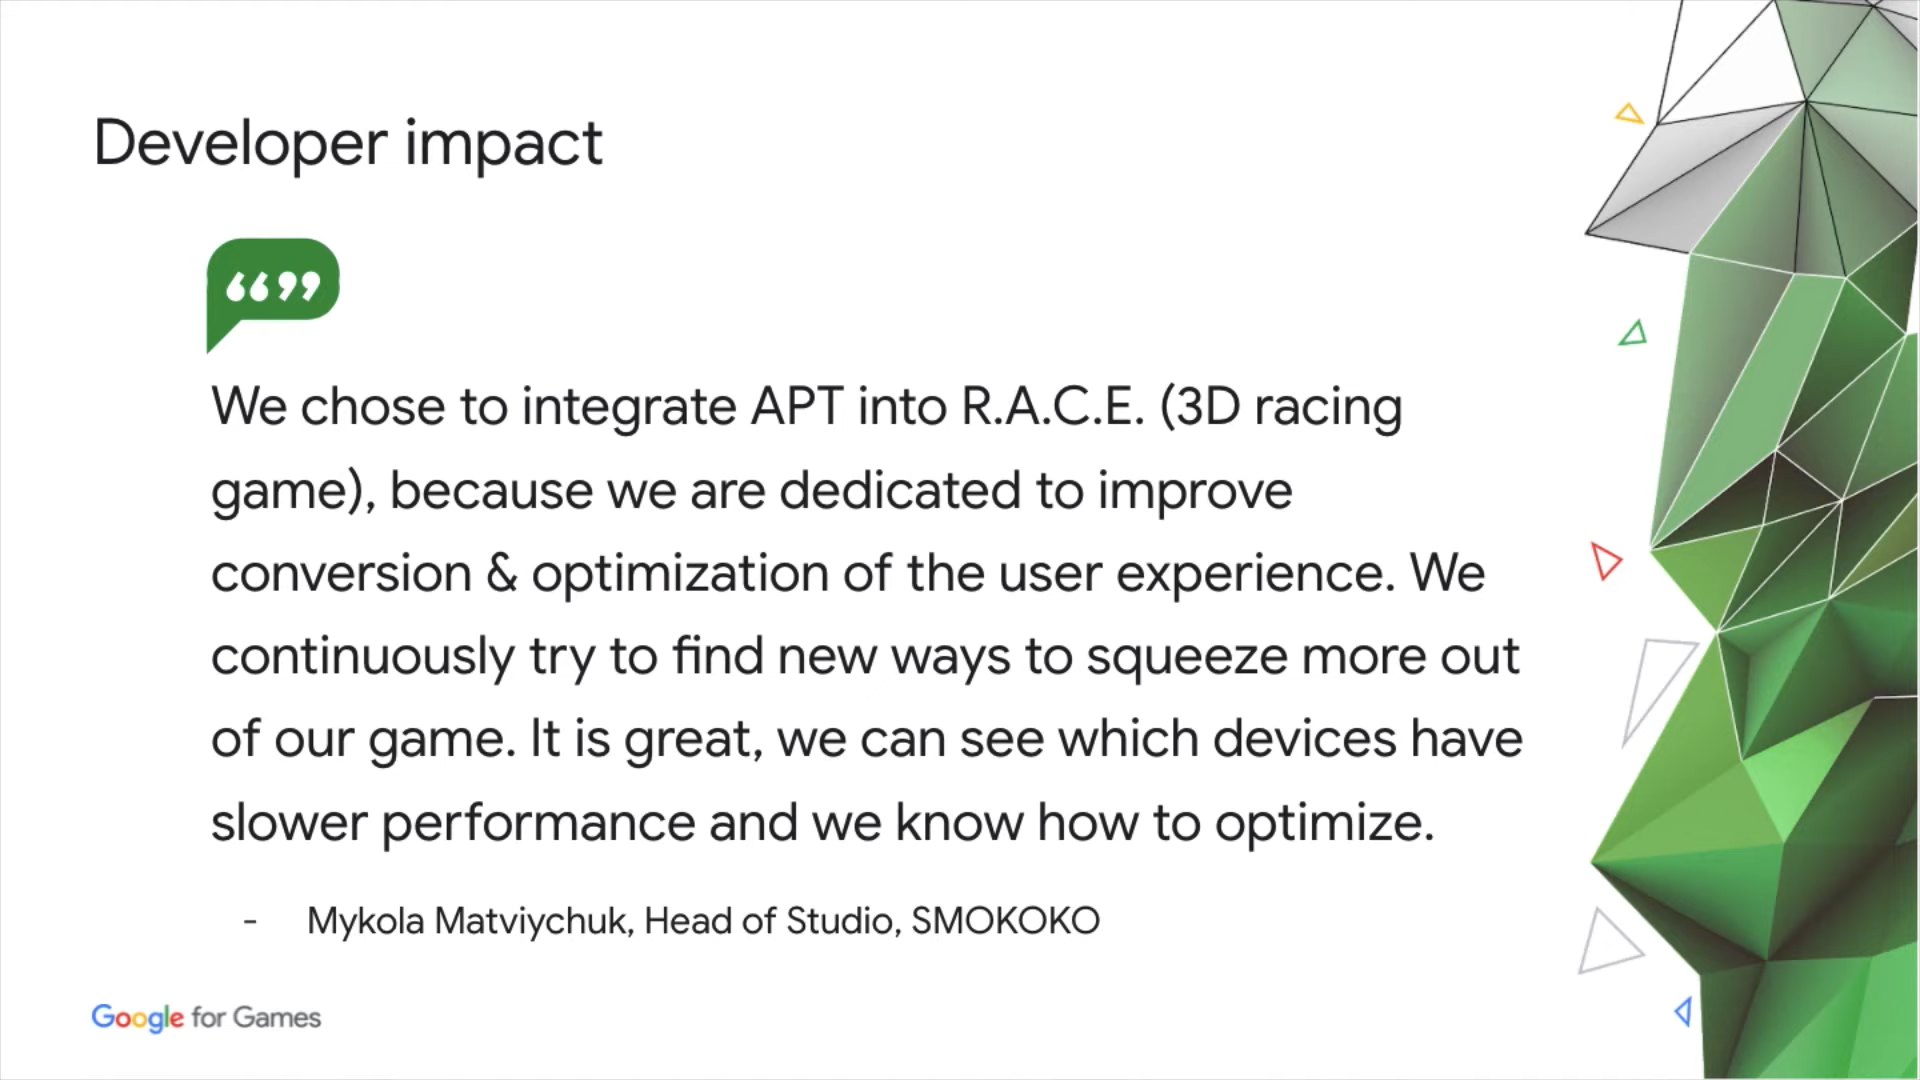 Developer impact
“”
We chose to integrate APT into R.A.C.E. (3D racing
game), because we are dedicated to improve
conversion & optimization of the user experience. We
continuously try to find new ways to squeeze more out
of our game. It is great, we can see which devices have
slower performance and we know how to optimize.
- Mykola Matviychuk, Head of Studio, SMOKOKO
Google for Games